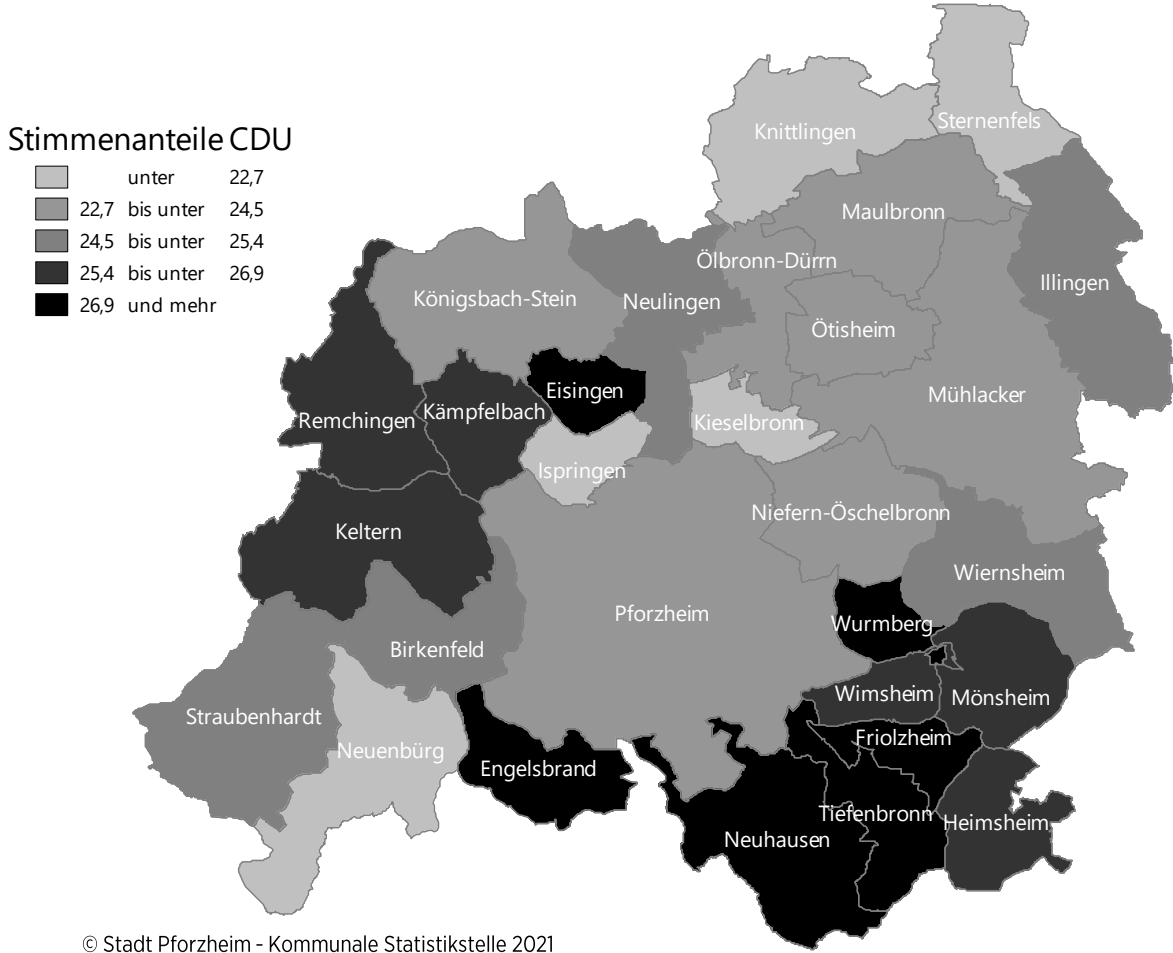 Stimmenanteile CDU
unter 22,7
22,7 bis unter 24,5
24,5 bis unter 25,4
25,4 bis unter 26,9
26,9 und mehr
Knittlingen
Sternenfels
Maulbronn
Ölbronn-Dürrn
Illingen
Königsbach-Stein
Neulingen
Ötisheim
Eisingen
Mühlacker
Remchingen
Kämpfelbach
Kieselbronn
Ispringen
Niefern-Öschelbronn
Keltern
Wiernsheim
Pforzheim
Wurmberg
Birkenfeld
Wimsheim
Mönsheim
Straubenhardt
Friolzheim
Neuenbürg
Engelsbrand
Tiefenbronn
Heimsheim
Neuhausen
© Stadt Pforzheim - Kommunale Statistikstelle 2021